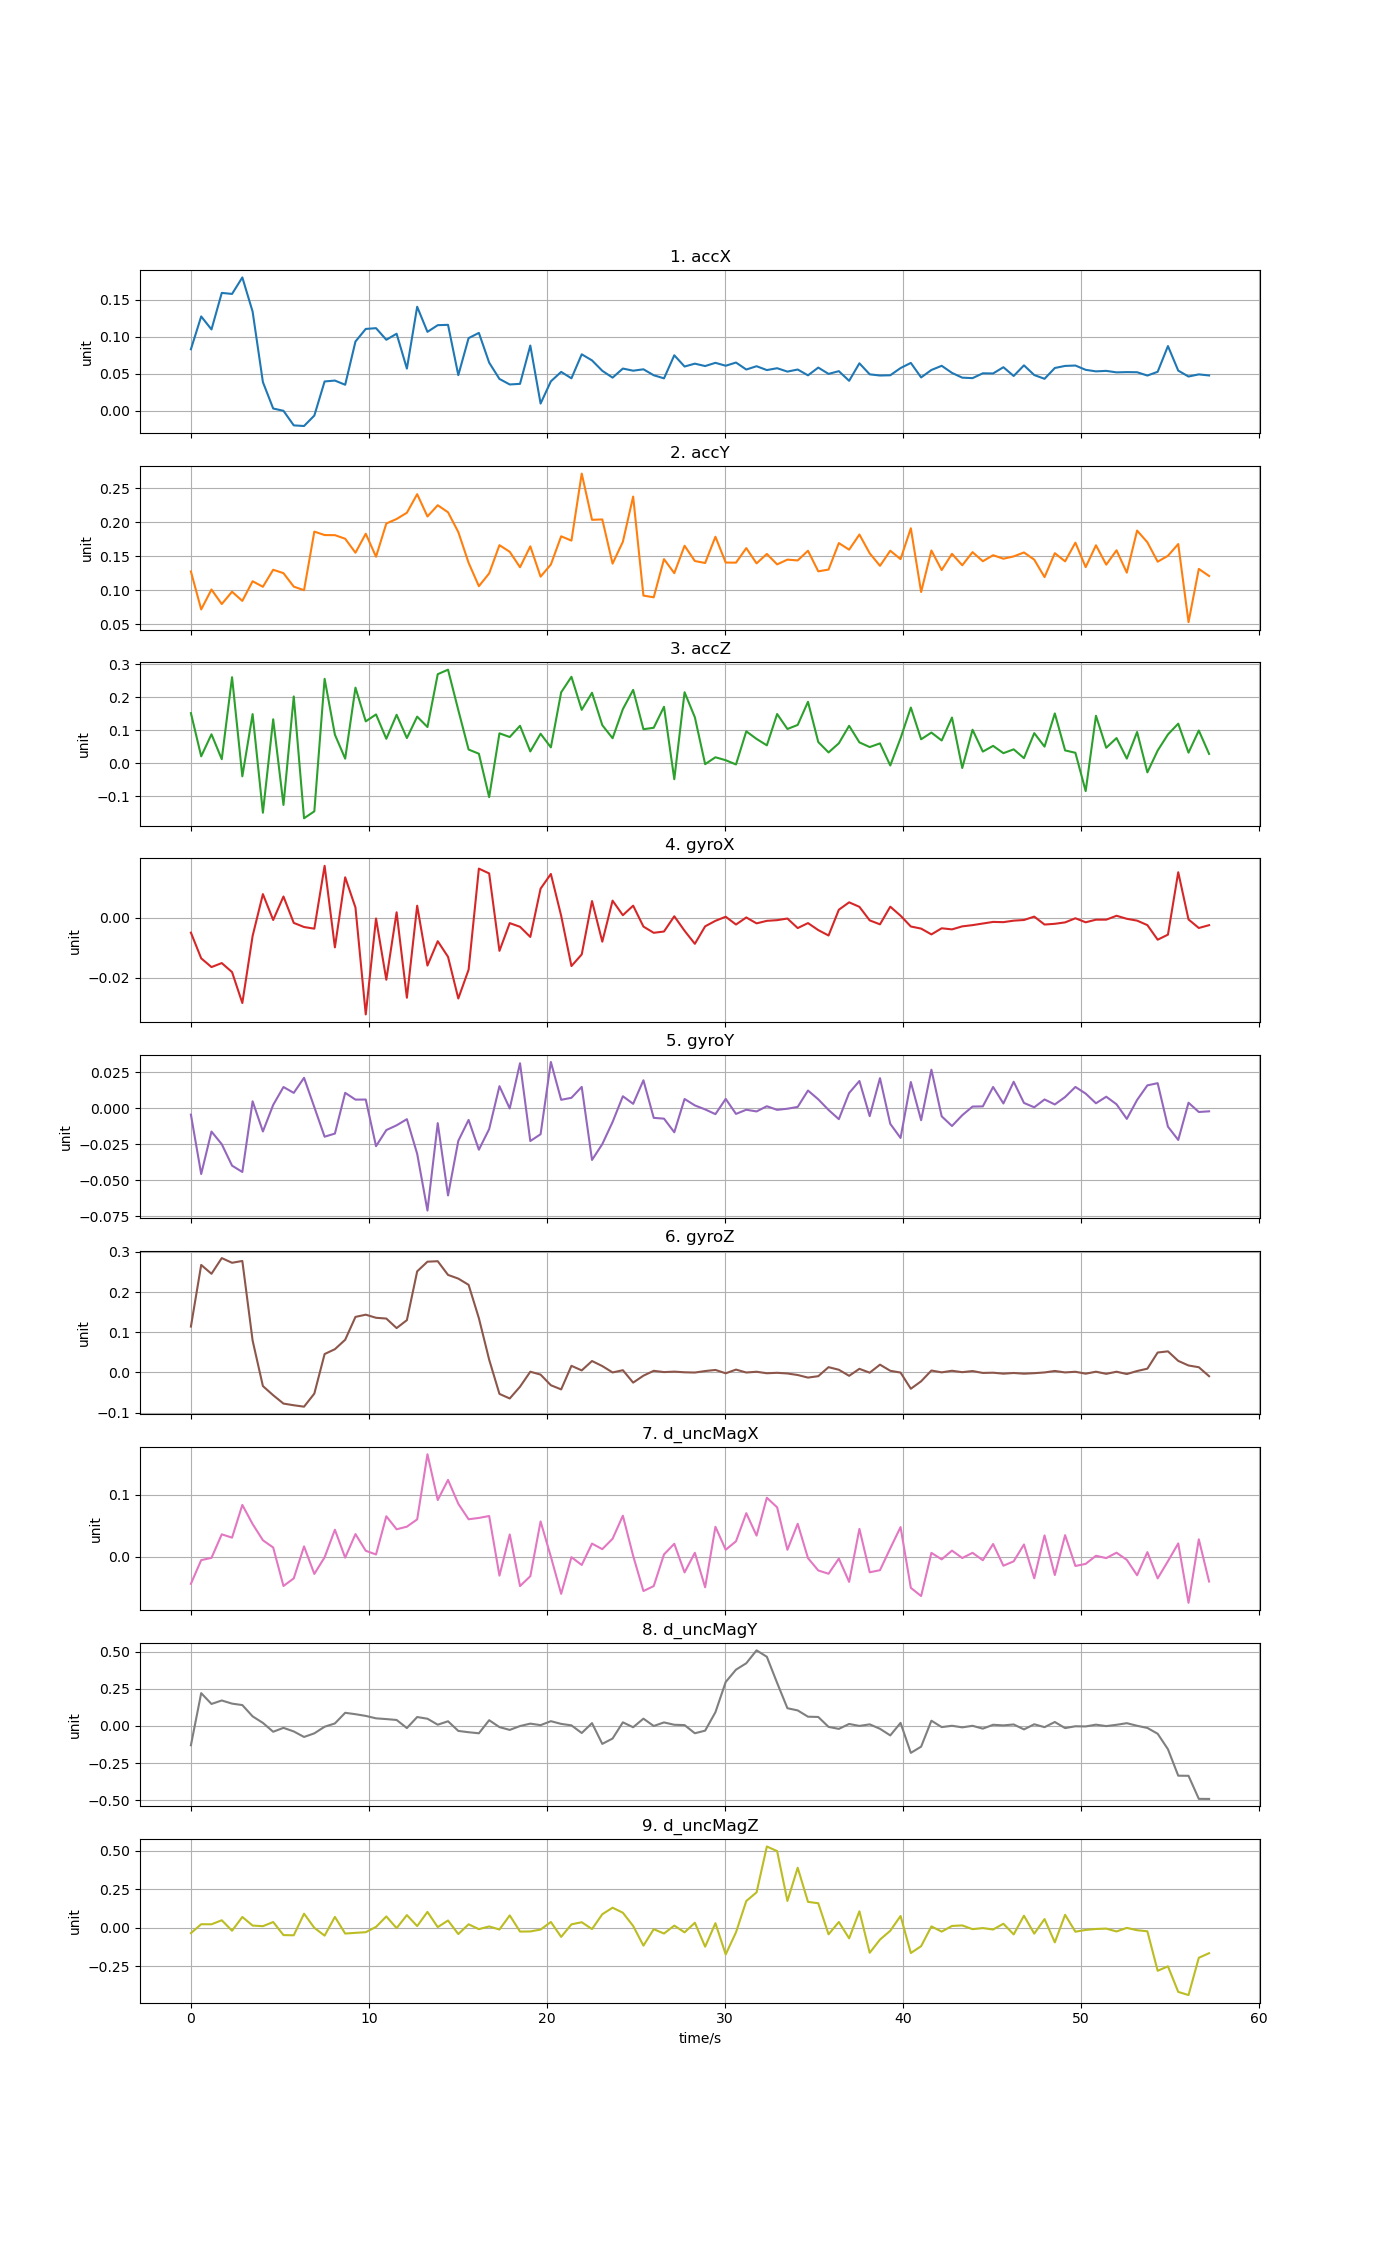 1. accX
0.15
0.10
0.05
0.00
unit
2. accY
0.25
0.20
0.15
0.10
0.05
unit
3. accZ
0.3
0.2
0.1
0.0
−0.1
unit
4. gyroX
0.00
−0.02
unit
5. gyroY
0.025
0.000
−0.025
−0.050
−0.075
unit
6. gyroZ
0.3
0.2
0.1
0.0
−0.1
unit
7. d_uncMagX
0.1
0.0
unit
8. d_uncMagY
0.50
0.25
0.00
−0.25
−0.50
unit
9. d_uncMagZ
0.50
0.25
0.00
−0.25
unit
0 10 20 30 40 50 60
time/s